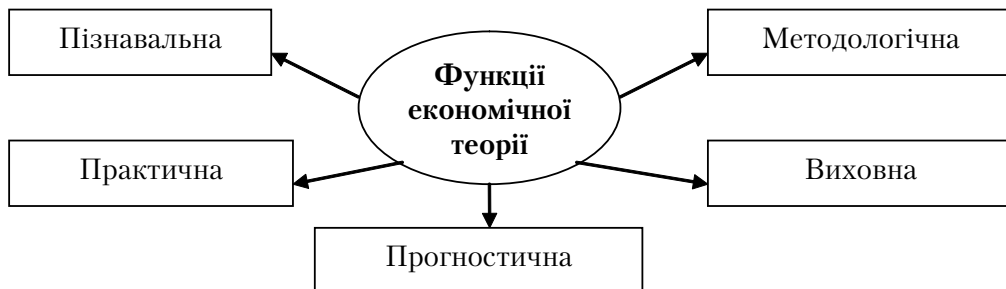 Пізнавальна
Методологічна
Функції
економічної
теорії
Практична
Виховна
Прогностична